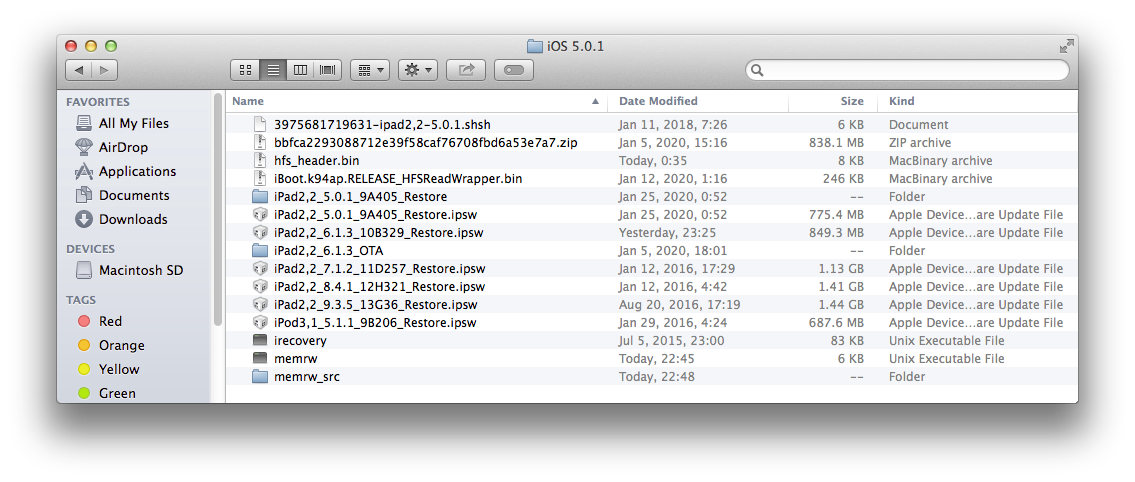 iOS 5.0.1
FAVORITES
All My Files
AirDrop
Applications
Documents
Downloads
DEVICES
Macintosh SD
TAGS
Red
Orange
Yellow
Green
Name Date Modified Size Kind
3975681719631-ipad2,2-5.0.1.shsh Jan 11, 2018, 7:26 6 KB Document
bbfca2293088712e39f58caf76708fbd6a53e7a7.zip Jan 5, 2020, 15:16 838.1 MB ZIP archive
hfs_header.bin Today, 0:35 8 KB MacBinary archive
iBoot.k94ap.RELEASE_HFSReadWrapper.bin Jan 12, 2020, 1:16 246 KB MacBinary archive
iPad2,2_5.0.1_9A405_Restore Jan 25, 2020, 0:52 -- Folder
iPad2,2_5.0.1_9A405_Restore.ipsw Jan 25, 2020, 0:52 775.4 MB Apple Device...are Update File
iPad2,2_6.1.3_10B329_Restore.ipsw Yesterday, 23:25 849.3 MB Apple Device...are Update File
iPad2,2_6.1.3_OTA Jan 5, 2020, 18:01 -- Folder
iPad2,2_7.1.2_11D257_Restore.ipsw Jan 12, 2016, 17:29 1.13 GB Apple Device...are Update File
iPad2,2_8.4.1_12H321_Restore.ipsw Jan 12, 2016, 4:42 1.41 GB Apple Device...are Update File
iPad2,2_9.3.5_13G36_Restore.ipsw Aug 20, 2016, 17:19 1.44 GB Apple Device...are Update File
iPod3,1_5.1.1_9B206_Restore.ipsw Jan 29, 2016, 4:24 687.6 MB Apple Device...are Update File
irecovery Jul 5, 2015, 23:00 83 KB Unix Executable File
memrw Today, 22:45 6 KB Unix Executable File
memrw_src Today, 22:48 -- Folder